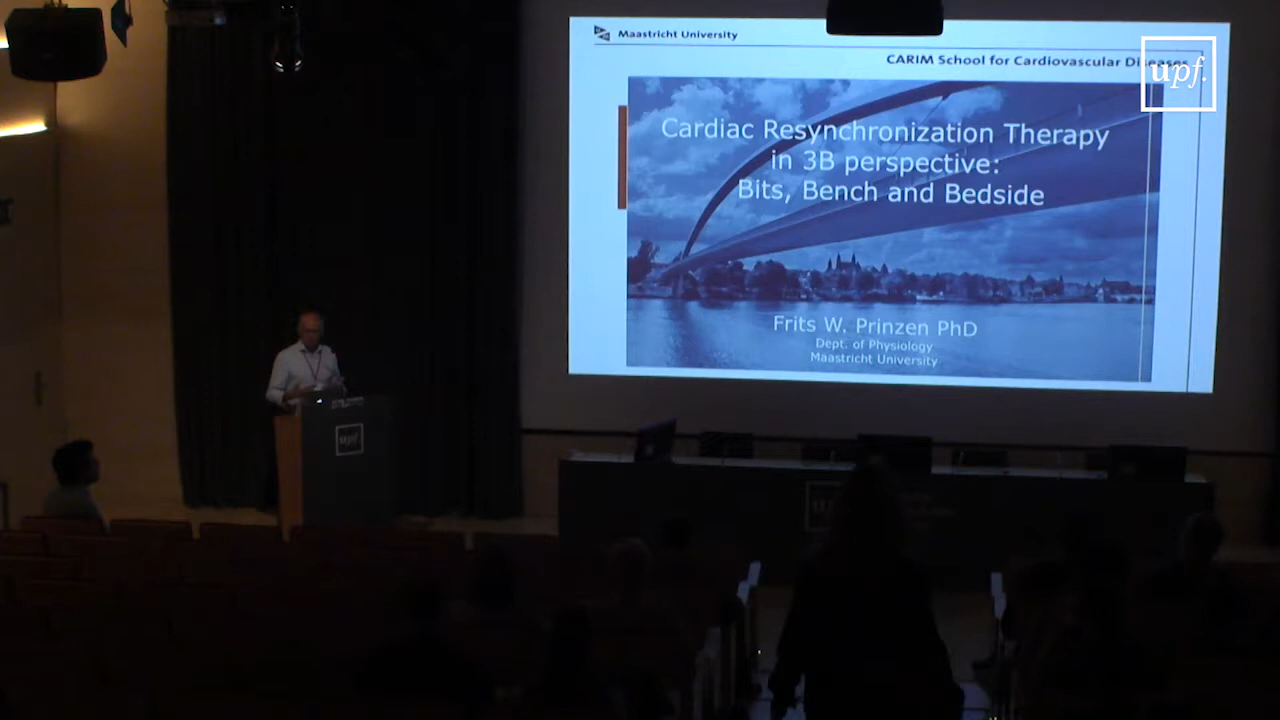 Maastricht University
CARIM School for Cardiovascular Diseases
upf.
Cardiac Resynchronization Therapy
in 3B perspective:
Bits, Bench and Bedside
Frits W. Prinzen PhD
Dept. of Physiology
Maastricht University
upf.